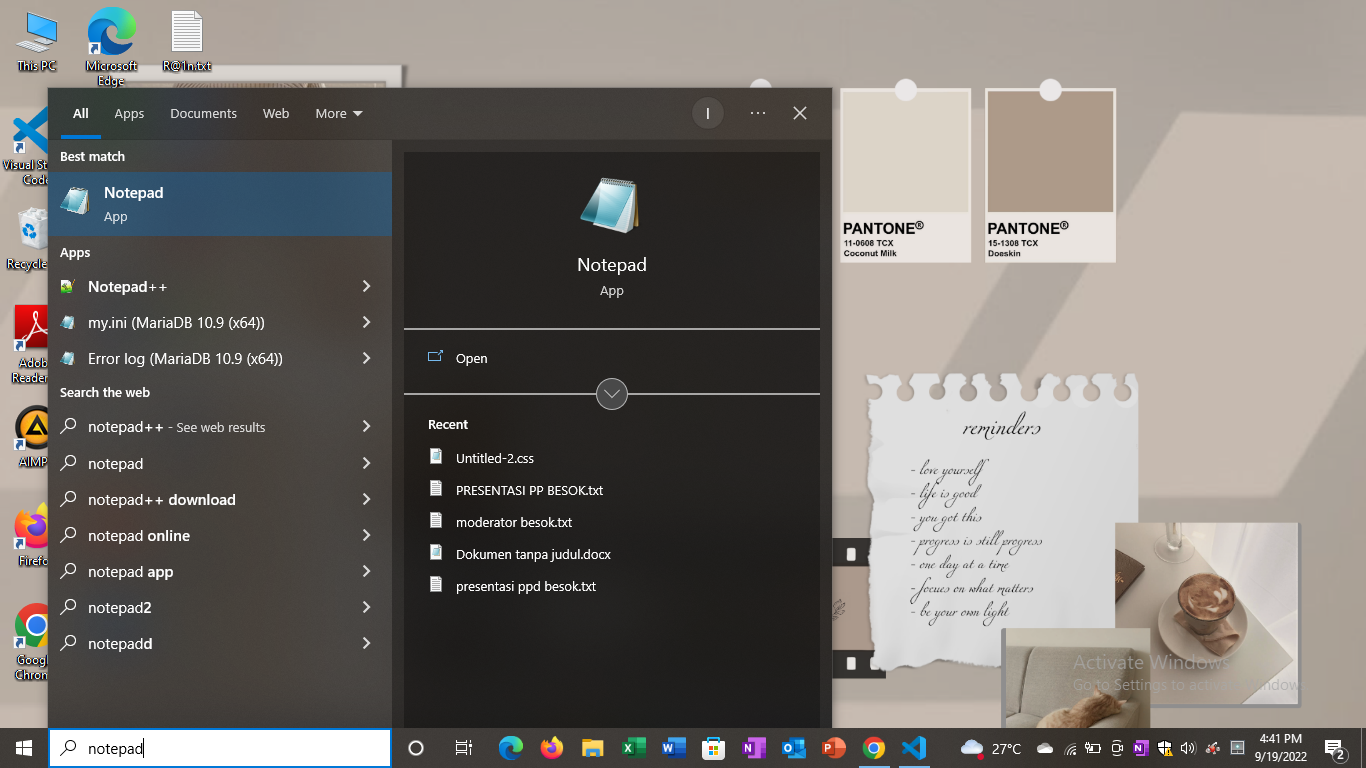 This PC
Microsoft Edge
R@1n.txt
Visual St
Code
Recycle
Adob
Reader
AIMP
Firefo
Googl
Chrom
All
Apps
Documents
Web
More
I
Best match
Notepad
App
Apps
Notepad++
my.ini (MariaDB 10.9 (x64))
Error log (MariaDB 10.9 (x64))
Search the web
notepad++ - See web results
notepad
notepad++ download
notepad online
notepad app
notepad2
notepadd
Notepad
App
Open
Recent
Untitled-2.css
PRESENTASI PP BESOK.txt
moderator besok.txt
Dokumen tanpa judul.docx
presentasi ppd besok.txt
PANTONE®
11-0608 TCX
Coconut Milk
PANTONE®
15-1308 TCX
Doeskin
reminders
- love yourself
- life is good
- you got this
- progress is still progress
- one day at a time
- focus on what matters
- be your own light
Activate Windows
Go to Settings to activate Windows
notepad
27°C
4:41 PM
9/19/2022
2